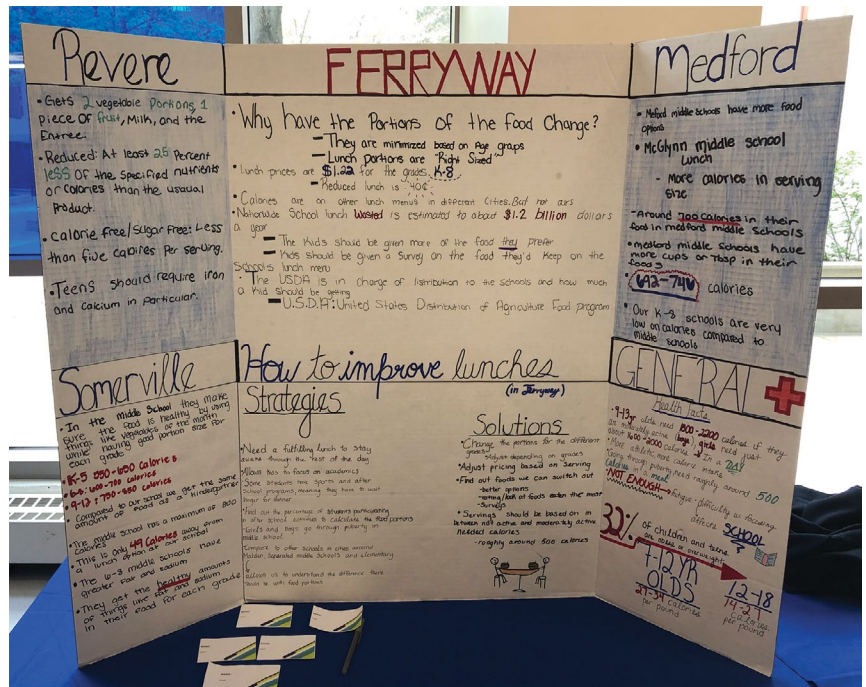 Revere
• Gets 2 vegetable Portions, 1
piece of fruit, Milk, and the
Entree.
• Reduced: At least 25 Percent
less of the specified nutrients
or calories than the usual
product.
• Calorie free/Sugar free: Less
than five calories per serving.
• Teens should require iron
and Calcium in Particular.
FERRYWAY
• Why have the Portions of the Food Change?
– They are minimized based on Age graps
– Lunch portions are "Right Sized"
• Lunch prices are $1.22 for the grades K-8
– Reduced lunch is 40¢
• Calories are on other lunch menus in different Cities. But not ours
• Nationwide School lunch Wasted is estimated to about $1.2 billion dollars
a year
– The Kids should be given more of the food they prefer
– Kids should be given a Survey on the food they'd Keep on the
Schools lunch menu
• The USDA is in charge of distribution to the schools and how much
a Kid should be getting
– U.S.D.A: United States Distribution of Agriculture Food program
Medford
• Meford middle Schools have more food
options
• McGlynn middle school
Lunch
- More calories in serving
size
– Around 700 calories in their
food in medford middle schools
• medford middle schools have
more cups or Tbsp in their
foods
• 692-746 calories
• Our K-8 schools are very
low on calories compared to
middle schools
Somerville
• In the middle School they make
sure the food is healthy by using
things like vegetables of the month
while having good portion size for
each grade
• K-5 550-650 Calories
• 6-8: 600-700 calories
• 9-12: 750-850 calories
• Compared to our school we get the same
amount of food as a Kindergartner
• The middle school has a maximum of 800
calories
• This is only 49 Calories away from
a lunch option at our school
• The 6-8 middle schools have
greater fat and sodium
• They get the healthy amounts
of things like fat and sodium
in their food for each grade
How to improve lunches
(in Ferryway)
Strategies
• Need a fulfilling lunch to stay
through the rest of the day
Allows kids to focus on academics
Some students have sports and after
school programs, meaning they have to wait
longer for dinner
Find out the percentage of students participating
in after school activities to calculate the food portions
Girls and Boys go through puberty in
middle school
Compare to other schools in cities around
Malden: Separated middle schools and elementary
allows us to understand the difference there
have to with food portions
Solutions
• Change the portions for the different
grades
- Adjust depending on grades
• Adjust pricing based on Serving
• Find out foods we can switch out
- better options
- eating/look of foods eaten the most
- Surveys
• Servings should be based on in
between not active and moderately active
needed calories
- roughly around 500 calories
GENERAL
Health facts
• 9-13yr olds need 1800-2200 calories if they
are moderately active (boys), girls need just
about 1600-2000 calories in a DAY
• More athletic, more calorie intake
Going through puberty need roughly around 500
calories in a meal
• NOT ENOUGH → Fatigue, difficulty in focusing
affects SCHOOL
32% of children and teens
are obese or overweight
7-12 YR
OLDS
27-34 calories
per pound
12-18
14-27
Calories
per pound